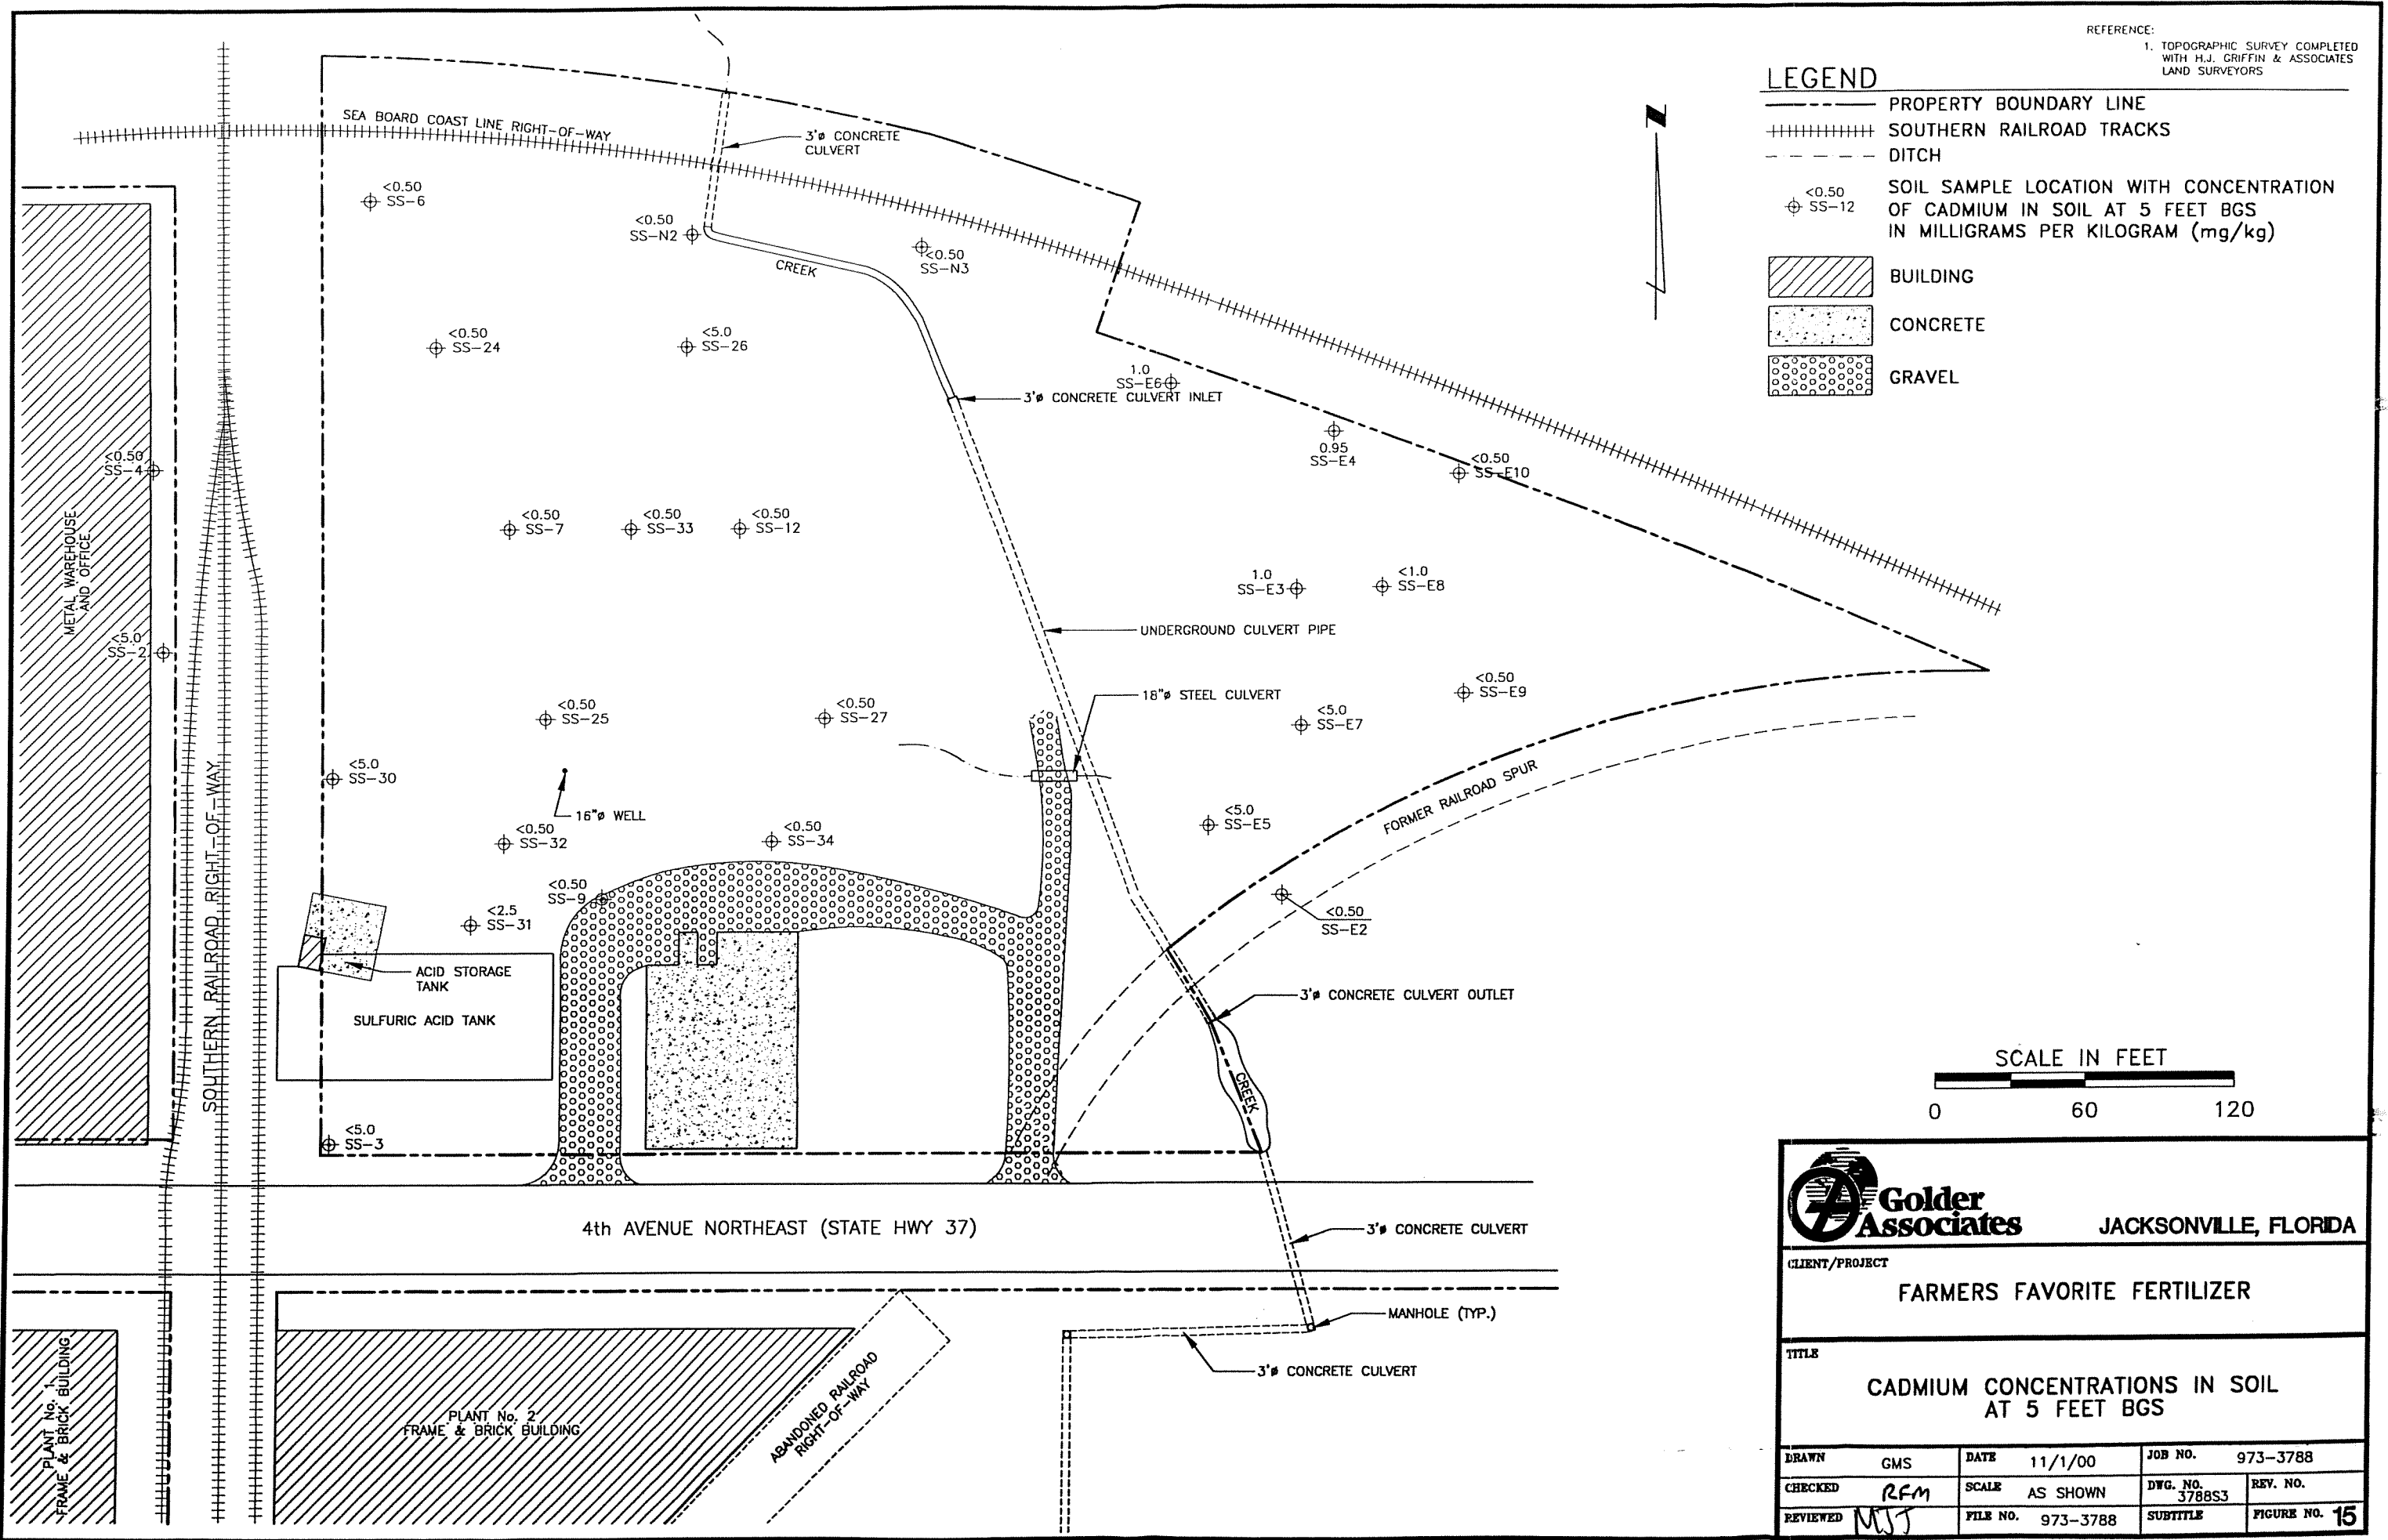 REFERENCE:
1. TOPOGRAPHIC SURVEY COMPLETED
WITH H.J. GRIFFIN & ASSOCIATES
LAND SURVEYORS
LEGEND
PROPERTY BOUNDARY LINE
SOUTHERN RAILROAD TRACKS
DITCH
<0.50
SS-12
SOIL SAMPLE LOCATION WITH CONCENTRATION
OF CADMIUM IN SOIL AT 5 FEET BGS
IN MILLIGRAMS PER KILOGRAM (mg/kg)
BUILDING
CONCRETE
GRAVEL
N
SEA BOARD COAST LINE RIGHT-OF-WAY
3'ø CONCRETE
CULVERT
<0.50
SS-6
<0.50
SS-N2
<0.50
SS-N3
CREEK
<0.50
SS-24
<5.0
SS-26
1.0
SS-E6
3'ø CONCRETE CULVERT INLET
0.95
SS-E4
<0.50
SS-E10
<0.50
SS-4
METAL WAREHOUSE
AND OFFICE
<0.50
SS-7
<0.50
SS-33
<0.50
SS-12
1.0
SS-E3
<1.0
SS-E8
UNDERGROUND CULVERT PIPE
<5.0
SS-2
18"ø STEEL CULVERT
<0.50
SS-E9
<0.50
SS-25
<0.50
SS-27
<5.0
SS-E7
<5.0
SS-30
16"ø WELL
FORMER RAILROAD SPUR
<5.0
SS-E5
<0.50
SS-32
<0.50
SS-34
<0.50
SS-9
<2.5
SS-31
<0.50
SS-E2
SOUTHERN RAILROAD RIGHT-OF-WAY
ACID STORAGE
TANK
SULFURIC ACID TANK
3'ø CONCRETE CULVERT OUTLET
CREEK
<5.0
SS-3
SCALE IN FEET
0 60 120
4th AVENUE NORTHEAST (STATE HWY 37)
3'ø CONCRETE CULVERT
MANHOLE (TYP.)
3'ø CONCRETE CULVERT
PLANT No. 1
FRAME & BRICK BUILDING
PLANT No. 2
FRAME & BRICK BUILDING
ABANDONED RAILROAD
RIGHT-OF-WAY
Golder
Associates
JACKSONVILLE, FLORIDA
CLIENT/PROJECT
FARMERS FAVORITE FERTILIZER
TITLE
CADMIUM CONCENTRATIONS IN SOIL
AT 5 FEET BGS
DRAWN GMS DATE 11/1/00 JOB NO. 973-3788
CHECKED RFM SCALE AS SHOWN DWG. NO. 3788S3 REV. NO.
REVIEWED MJJ FILE NO. 973-3788 SUBTITLE FIGURE NO. 15